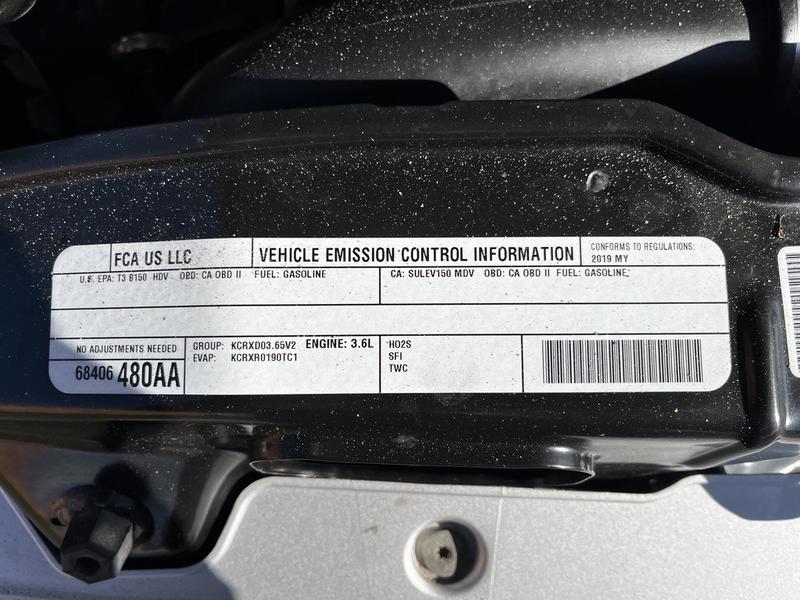 FCA US LLC
VEHICLE EMISSION CONTROL INFORMATION
CONFORMS TO REGULATIONS:
2019 MY
U.S. EPA: T3 B150 HDV OBD: CA OBD II FUEL: GASOLINE
CA: SULEV150 MDV OBD: CA OBD II FUEL: GASOLINE
NO ADJUSTMENTS NEEDED
68406480AA
GROUP: KCRXD03.65V2 ENGINE: 3.6L
EVAP: KCRXR0190TC1
HO2S
SFI
TWC